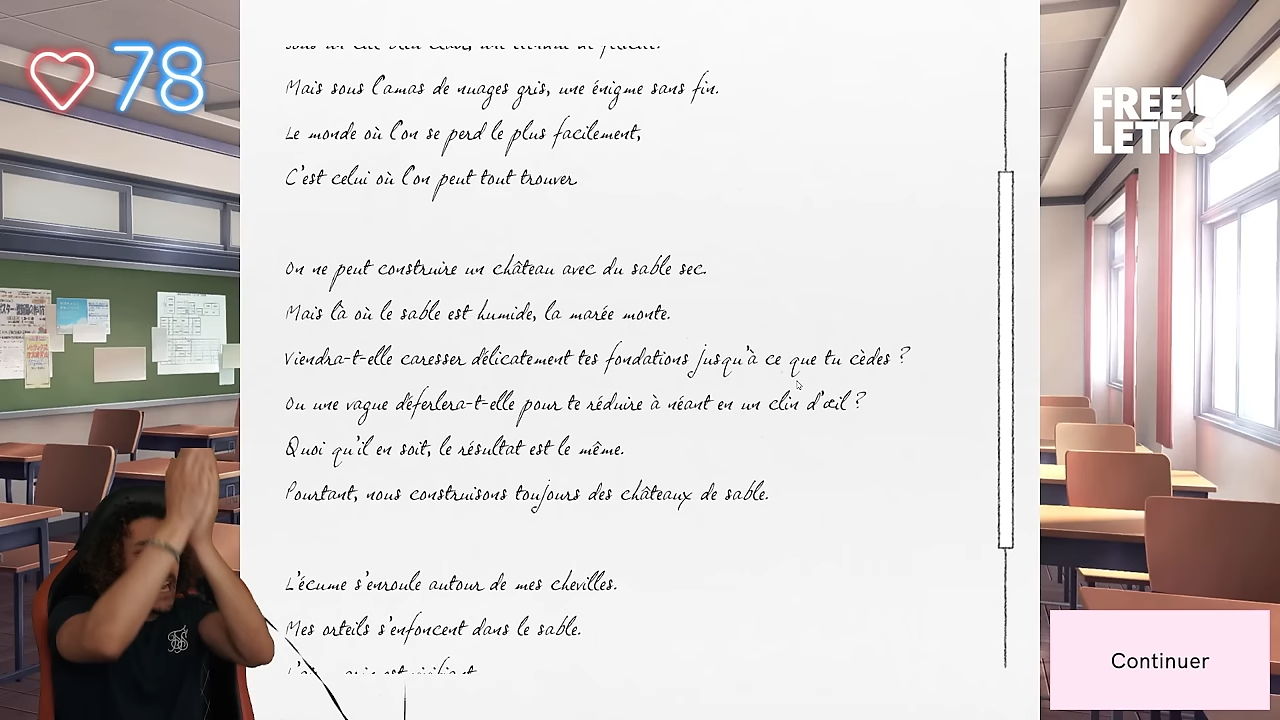 78
FREE
LETICS
Mais sous l'amas de nuages gris, une énigme sans fin.
Le monde où l'on se perd le plus facilement,
C'est celui où l'on peut tout trouver
On ne peut construire un château avec du sable sec.
Mais là où le sable est humide, la marée monte.
Viendra-t-elle caresser délicatement tes fondations jusqu'à ce que tu cèdes ?
Ou une vague déferlera-t-elle pour te réduire à néant en un clin d'œil ?
Quoi qu'il en soit, le résultat est le même.
Pourtant, nous construisons toujours des châteaux de sable.
L'écume s'enroule autour de mes chevilles.
Mes orteils s'enfoncent dans le sable.
Continuer